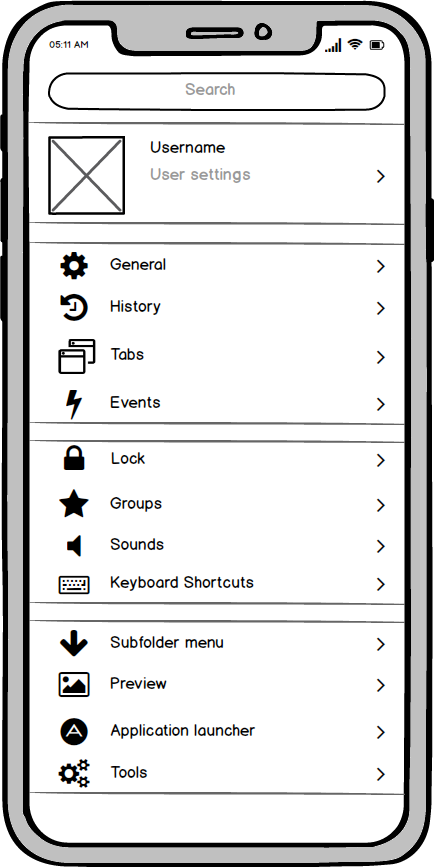 05:11 AM
Search
Username
User settings
General
History
Tabs
Events
Lock
Groups
Sounds
Keyboard Shortcuts
Subfolder menu
Preview
Application launcher
Tools